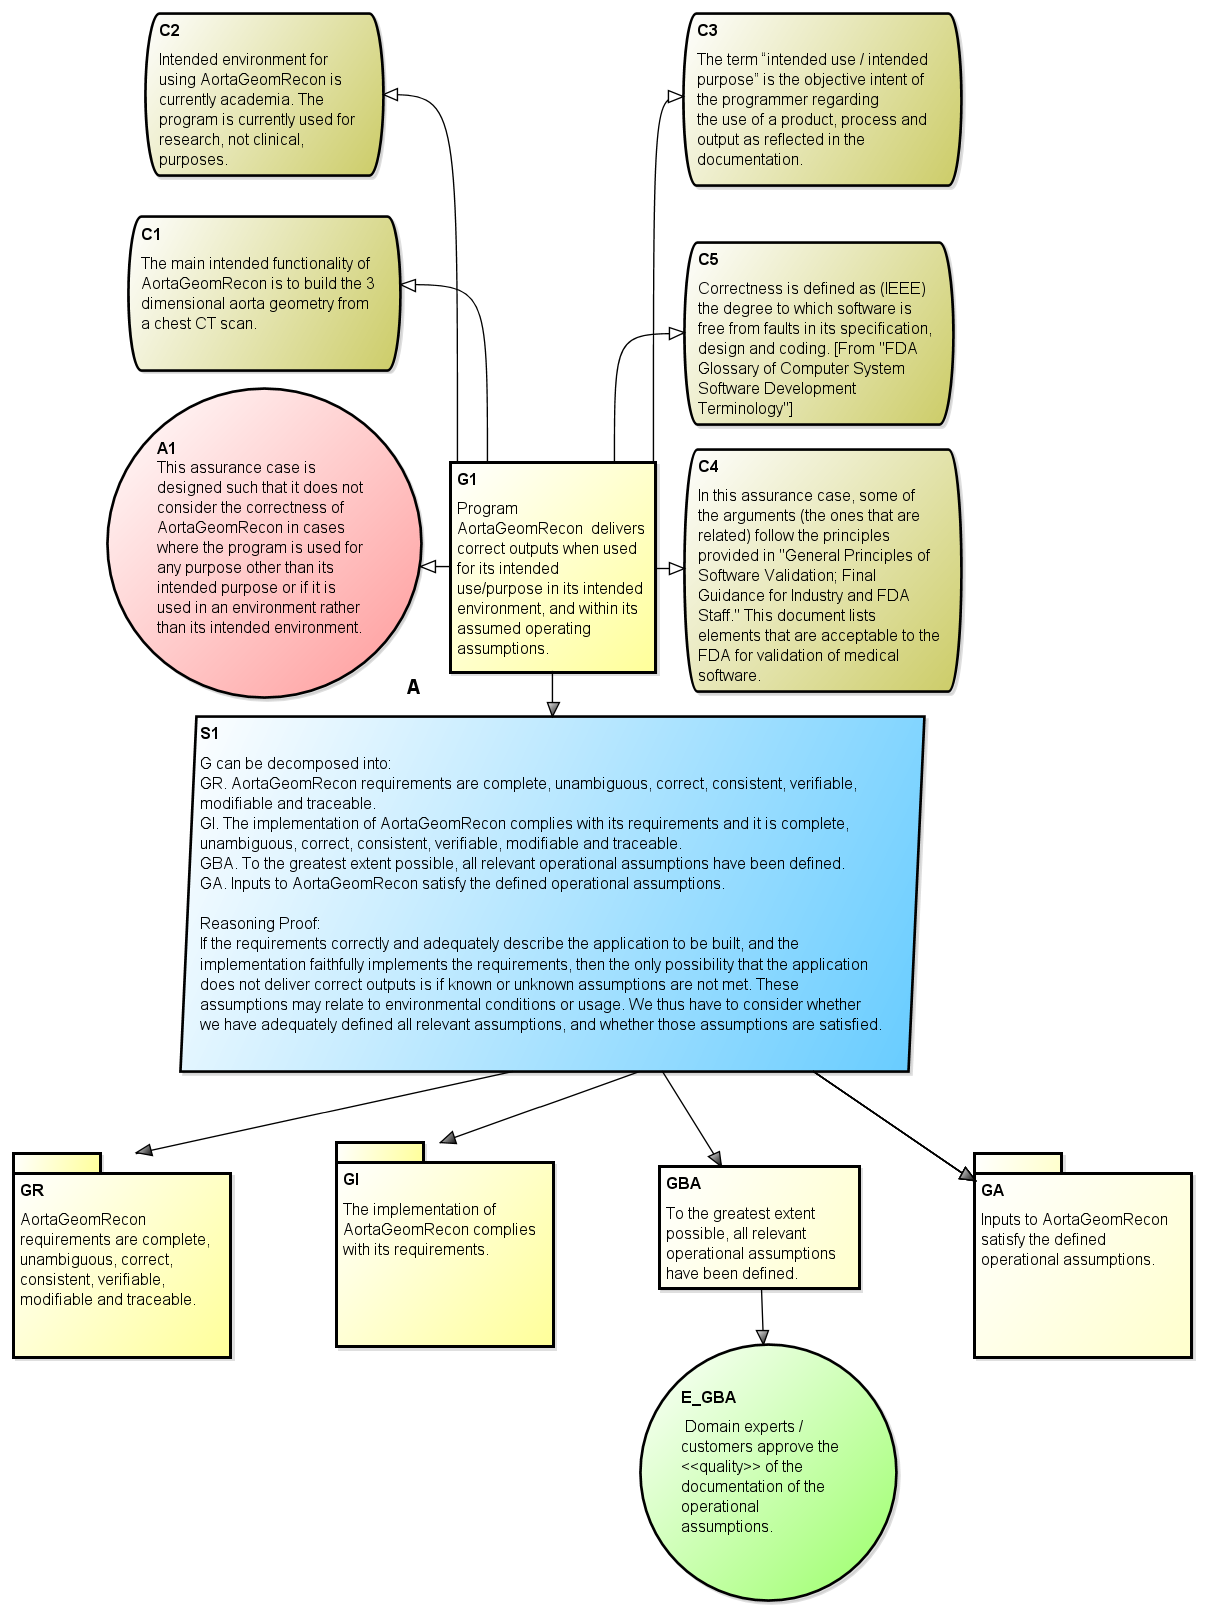 C2
Intended environment for
using AortaGeomRecon is
currently academia. The
program is currently used for
research, not clinical,
purposes.
C3
The term “intended use / intended
purpose” is the objective intent of
the programmer regarding
the use of a product, process and
output as reflected in the
documentation.
C1
The main intended functionality of
AortaGeomRecon is to build the 3
dimensional aorta geometry from
a chest CT scan.
C5
Correctness is defined as (IEEE)
the degree to which software is
free from faults in its specification,
design and coding. [From "FDA
Glossary of Computer System
Software Development
Terminology"]
A1
This assurance case is
designed such that it does not
consider the correctness of
AortaGeomRecon in cases
where the program is used for
any purpose other than its
intended purpose or if it is
used in an environment rather
than its intended environment.
A
G1
Program
AortaGeomRecon delivers
correct outputs when used
for its intended
use/purpose in its intended
environment, and within its
assumed operating
assumptions.
C4
In this assurance case, some of
the arguments (the ones that are
related) follow the principles
provided in "General Principles of
Software Validation; Final
Guidance for Industry and FDA
Staff." This document lists
elements that are acceptable to the
FDA for validation of medical
software.
S1
G can be decomposed into:
GR. AortaGeomRecon requirements are complete, unambiguous, correct, consistent, verifiable,
modifiable and traceable.
GI. The implementation of AortaGeomRecon complies with its requirements and it is complete,
unambiguous, correct, consistent, verifiable, modifiable and traceable.
GBA. To the greatest extent possible, all relevant operational assumptions have been defined.
GA. Inputs to AortaGeomRecon satisfy the defined operational assumptions.
Reasoning Proof:
If the requirements correctly and adequately describe the application to be built, and the
implementation faithfully implements the requirements, then the only possibility that the application
does not deliver correct outputs is if known or unknown assumptions are not met. These
assumptions may relate to environmental conditions or usage. We thus have to consider whether
we have adequately defined all relevant assumptions, and whether those assumptions are satisfied.
GR
AortaGeomRecon
requirements are complete,
unambiguous, correct,
consistent, verifiable,
modifiable and traceable.
GI
The implementation of
AortaGeomRecon complies
with its requirements.
GBA
To the greatest extent
possible, all relevant
operational assumptions
have been defined.
GA
Inputs to AortaGeomRecon
satisfy the defined
operational assumptions.
E_GBA
Domain experts /
customers approve the
<<quality>> of the
documentation of the
operational
assumptions.